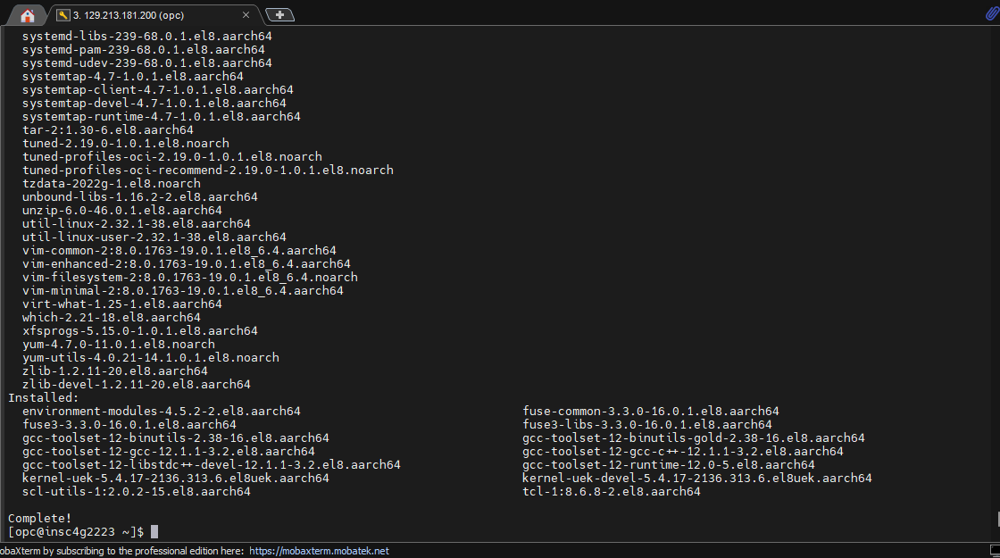 3. 129.213.181.200 (opc)
systemd-libs-239-68.0.1.el8.aarch64
systemd-pam-239-68.0.1.el8.aarch64
systemd-udev-239-68.0.1.el8.aarch64
systemtap-4.7-1.0.1.el8.aarch64
systemtap-client-4.7-1.0.1.el8.aarch64
systemtap-devel-4.7-1.0.1.el8.aarch64
systemtap-runtime-4.7-1.0.1.el8.aarch64
tar-2:1.30-6.el8.aarch64
tuned-2.19.0-1.0.1.el8.noarch
tuned-profiles-oci-2.19.0-1.0.1.el8.noarch
tuned-profiles-oci-recommend-2.19.0-1.0.1.el8.noarch
tzdata-2022g-1.el8.noarch
unbound-libs-1.16.2-2.el8.aarch64
unzip-6.0-46.0.1.el8.aarch64
util-linux-2.32.1-38.el8.aarch64
util-linux-user-2.32.1-38.el8.aarch64
vim-common-2:8.0.1763-19.0.1.el8_6.4.aarch64
vim-enhanced-2:8.0.1763-19.0.1.el8_6.4.aarch64
vim-filesystem-2:8.0.1763-19.0.1.el8_6.4.noarch
vim-minimal-2:8.0.1763-19.0.1.el8_6.4.aarch64
virt-what-1.25-1.el8.aarch64
which-2.21-18.el8.aarch64
xfsprogs-5.15.0-1.0.1.el8.aarch64
yum-4.7.0-11.0.1.el8.noarch
yum-utils-4.0.21-14.1.0.1.el8.noarch
zlib-1.2.11-20.el8.aarch64
zlib-devel-1.2.11-20.el8.aarch64
Installed:
environment-modules-4.5.2-2.el8.aarch64 fuse-common-3.3.0-16.0.1.el8.aarch64
fuse3-3.3.0-16.0.1.el8.aarch64 fuse3-libs-3.3.0-16.0.1.el8.aarch64
gcc-toolset-12-binutils-2.38-16.el8.aarch64 gcc-toolset-12-binutils-gold-2.38-16.el8.aarch64
gcc-toolset-12-gcc-12.1.1-3.2.el8.aarch64 gcc-toolset-12-gcc-c++-12.1.1-3.2.el8.aarch64
gcc-toolset-12-libstdc++-devel-12.1.1-3.2.el8.aarch64 gcc-toolset-12-runtime-12.0-5.el8.aarch64
kernel-uek-5.4.17-2136.313.6.el8uek.aarch64 kernel-uek-devel-5.4.17-2136.313.6.el8uek.aarch64
scl-utils-1:2.0.2-15.el8.aarch64 tcl-1:8.6.8-2.el8.aarch64
Complete!
[opc@insc4g2223 ~]$
obaXterm by subscribing to the professional edition here: https://mobaxterm.mobatek.net